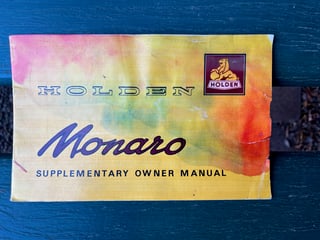 HOLDEN
HOLDEN
Monaro
SUPPLEMENTARY OWNER MANUAL